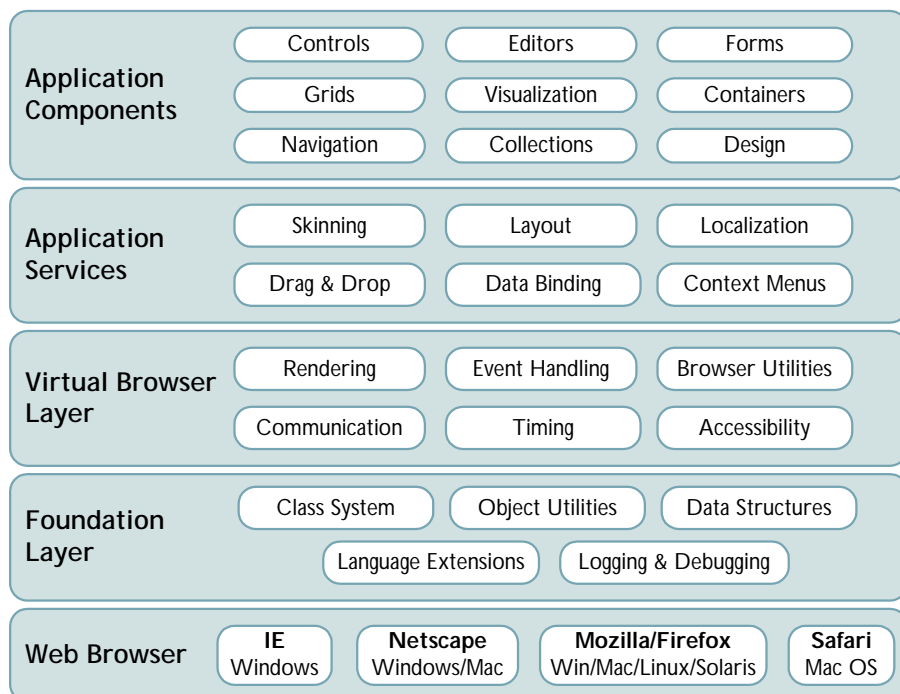 Application
Components
Controls
Editors
Forms
Grids
Visualization
Containers
Navigation
Collections
Design
Application
Services
Skinning
Layout
Localization
Drag & Drop
Data Binding
Context Menus
Virtual Browser
Layer
Rendering
Event Handling
Browser Utilities
Communication
Timing
Accessibility
Foundation
Layer
Class System
Object Utilities
Data Structures
Language Extensions
Logging & Debugging
Web Browser
IE
Windows
Netscape
Windows/Mac
Mozilla/Firefox
Win/Mac/Linux/Solaris
Safari
Mac OS